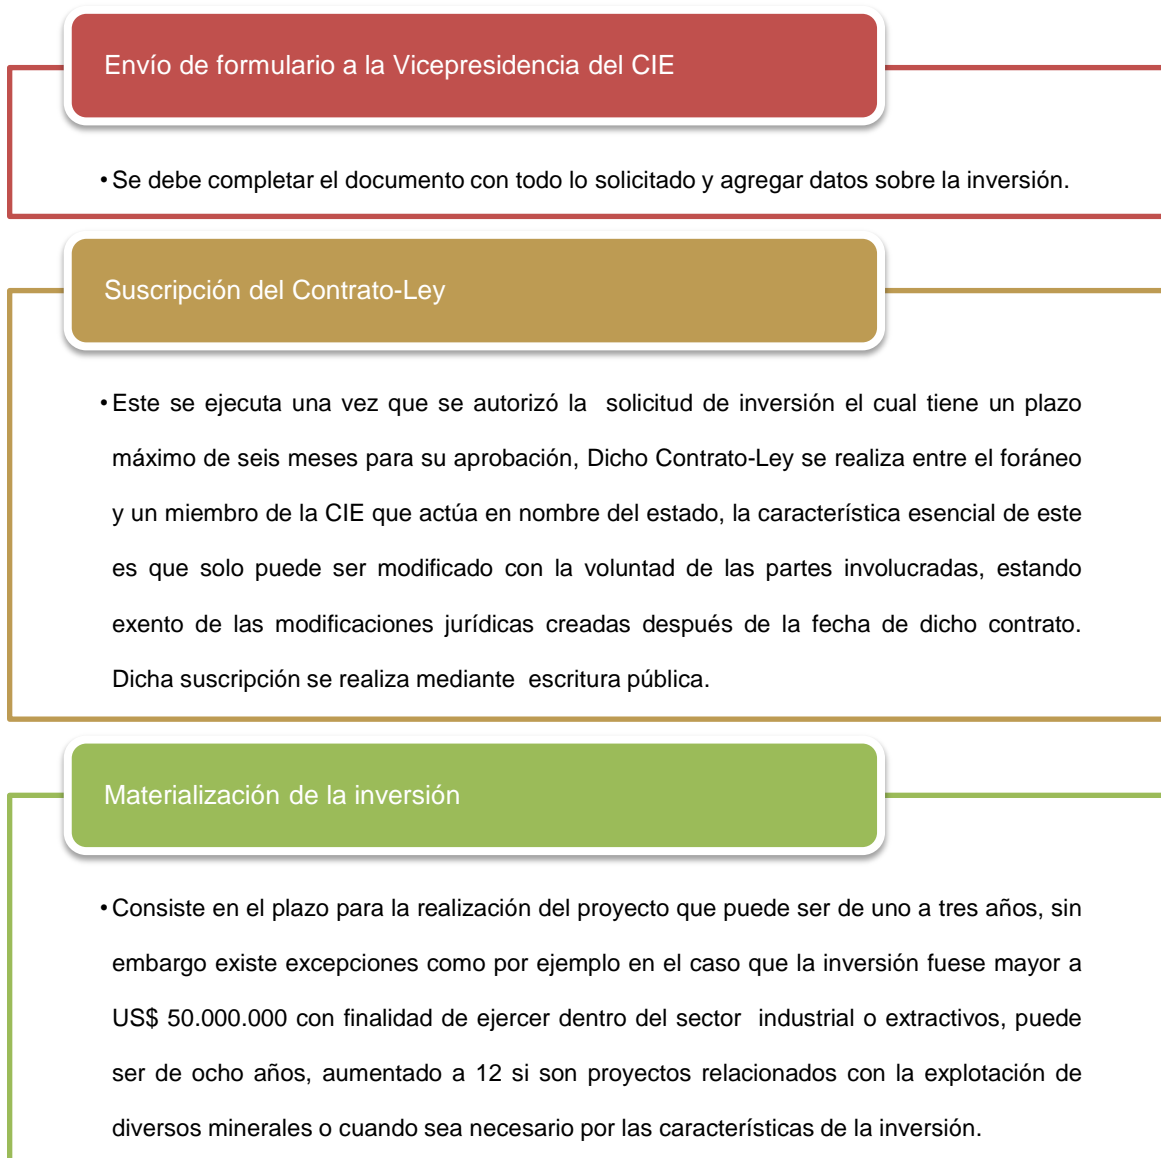 Envío de formulario a la Vicepresidencia del CIE
• Se debe completar el documento con todo lo solicitado y agregar datos sobre la inversión.
Suscripción del Contrato-Ley
• Este se ejecuta una vez que se autorizó la solicitud de inversión el cual tiene un plazo
máximo de seis meses para su aprobación, Dicho Contrato-Ley se realiza entre el foráneo
y un miembro de la CIE que actúa en nombre del estado, la característica esencial de este
es que solo puede ser modificado con la voluntad de las partes involucradas, estando
exento de las modificaciones jurídicas creadas después de la fecha de dicho contrato.
Dicha suscripción se realiza mediante escritura pública.
Materialización de la inversión
• Consiste en el plazo para la realización del proyecto que puede ser de uno a tres años, sin
embargo existe excepciones como por ejemplo en el caso que la inversión fuese mayor a
US$ 50.000.000 con finalidad de ejercer dentro del sector industrial o extractivos, puede
ser de ocho años, aumentado a 12 si son proyectos relacionados con la explotación de
diversos minerales o cuando sea necesario por las características de la inversión.